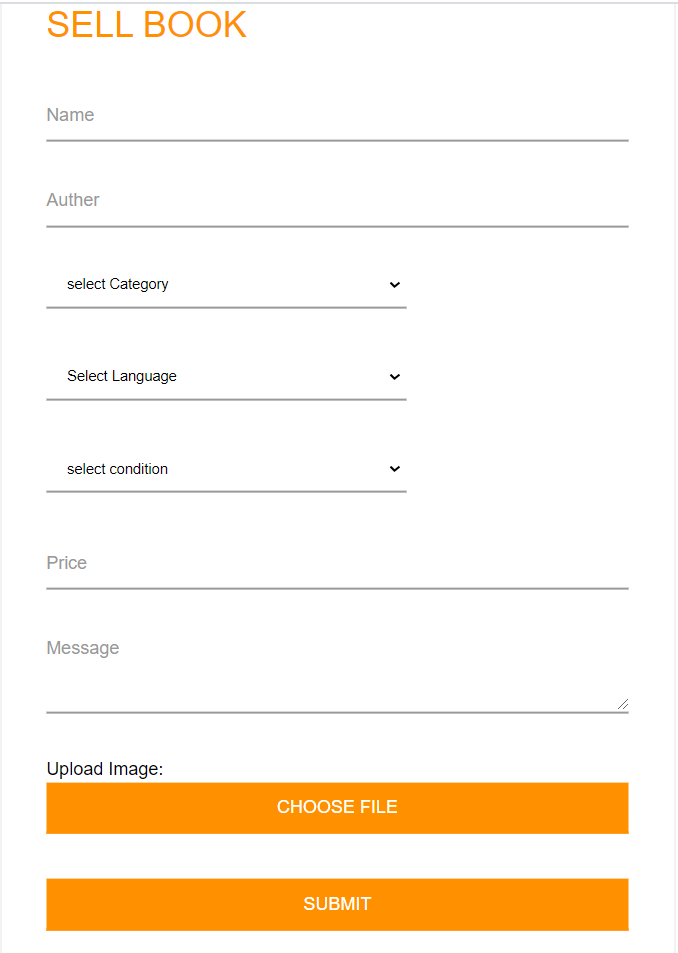 SELL BOOK
Name
Auther
select Category
Select Language
select condition
Price
Message
Upload Image:
CHOOSE FILE
SUBMIT